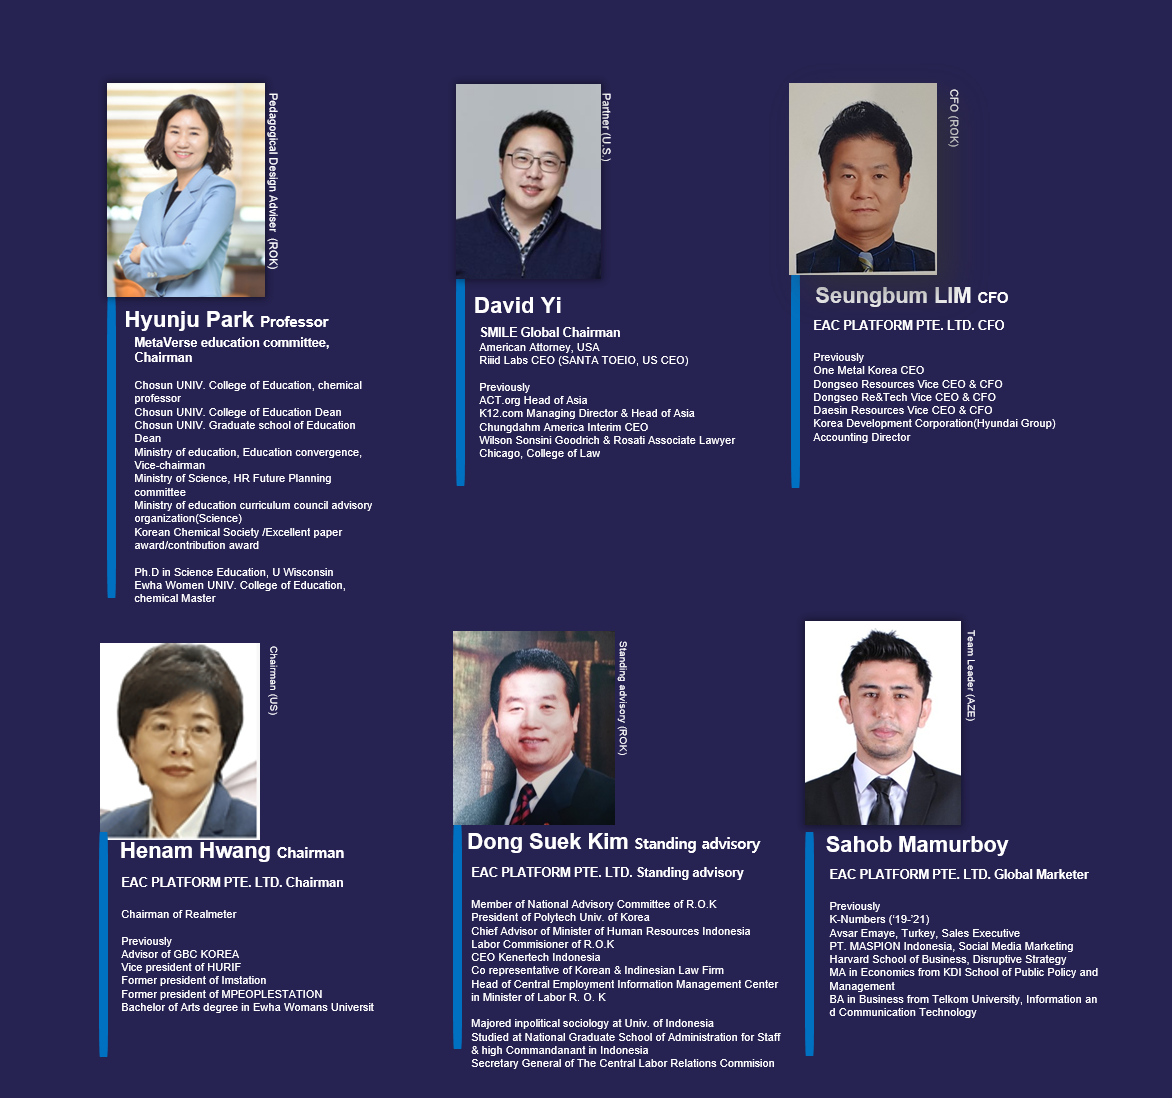 Pedagogical Design Adviser (ROK)
Hyunju Park Professor
MetaVerse education committee,
Chairman
Chosun UNIV. College of Education, chemical
professor
Chosun UNIV. College of Education Dean
Chosun UNIV. Graduate school of Education
Dean
Ministry of education, Education convergence,
Vice-chairman
Ministry of Science, HR Future Planning
committee
Ministry of education curriculum council advisory
organization(Science)
Korean Chemical Society /Excellent paper
award/contribution award
Ph.D in Science Education, U Wisconsin
Ewha Women UNIV. College of Education,
chemical Master
Partner (U.S.)
David Yi
SMILE Global Chairman
American Attorney, USA
Riiid Labs CEO (SANTA TOEIO, US CEO)
Previously
ACT.org Head of Asia
K12.com Managing Director & Head of Asia
Chungdahm America Interim CEO
Wilson Sonsini Goodrich & Rosati Associate Lawyer
Chicago, College of Law
CFO (ROK)
Seungbum LIM CFO
EAC PLATFORM PTE. LTD. CFO
Previously
One Metal Korea CEO
Dongseo Resources Vice CEO & CFO
Dongseo Re&Tech Vice CEO & CFO
Daesin Resources Vice CEO & CFO
Korea Development Corporation(Hyundai Group)
Accounting Director
Chairman (US)
Henam Hwang Chairman
EAC PLATFORM PTE. LTD. Chairman
Chairman of Realmeter
Previously
Advisor of GBC KOREA
Vice president of HURIF
Former president of Imstation
Former president of MPEOPLESTATION
Bachelor of Arts degree in Ewha Womans Universit
Standing advisory (ROK)
Dong Suek Kim Standing advisory
EAC PLATFORM PTE. LTD. Standing advisory
Member of National Advisory Committee of R.O.K
President of Polytech Univ. of Korea
Chief Advisor of Minister of Human Resources Indonesia
Labor Commisioner of R.O.K
CEO Kenertech Indonesia
Co representative of Korean & Indinesian Law Firm
Head of Central Employment Information Management Center
in Minister of Labor R. O. K
Majored inpolitical sociology at Univ. of Indonesia
Studied at National Graduate School of Administration for Staff
& high Commandanant in Indonesia
Secretary General of The Central Labor Relations Commision
Team Leader (AZE)
Sahob Mamurboy
EAC PLATFORM PTE. LTD. Global Marketer
Previously
K-Numbers (‘19-’21)
Avsar Emaye, Turkey, Sales Executive
PT. MASPION Indonesia, Social Media Marketing
Harvard School of Business, Disruptive Strategy
MA in Economics from KDI School of Public Policy and
Management
BA in Business from Telkom University, Information an
d Communication Technology